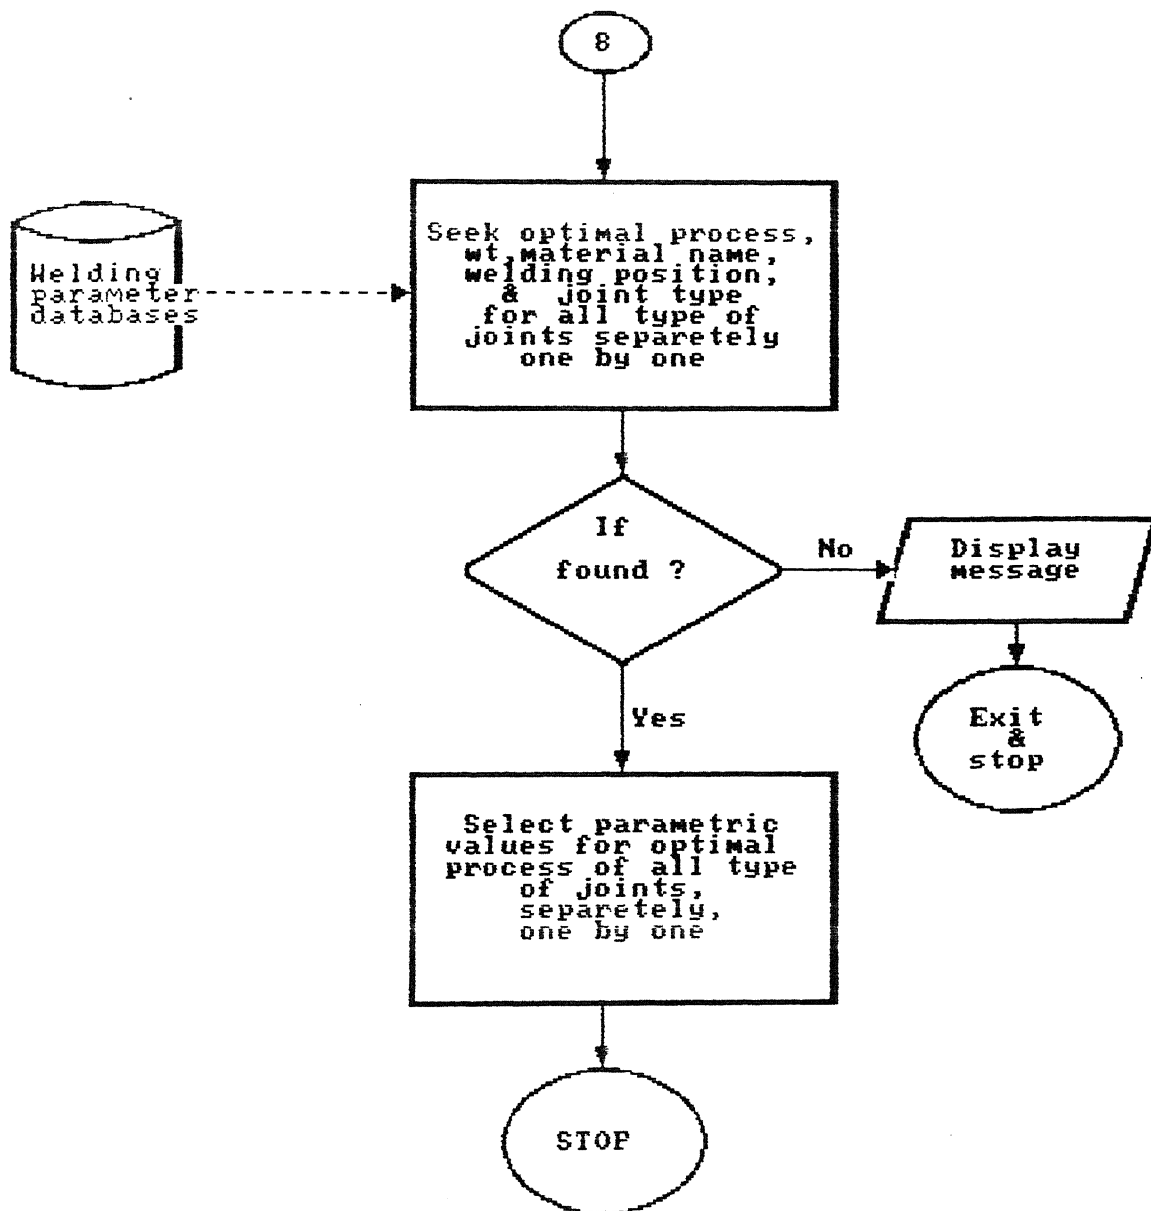 8
Seek optimal process,
wt,material name,
welding position,
& joint type
for all type of
joints separetely
one by one
Welding
parameter
databases
If
found ?
No
Display
message
Exit
&
stop
Yes
Select parametric
values for optimal
process of all type
of joints,
separetely,
one by one
STOP